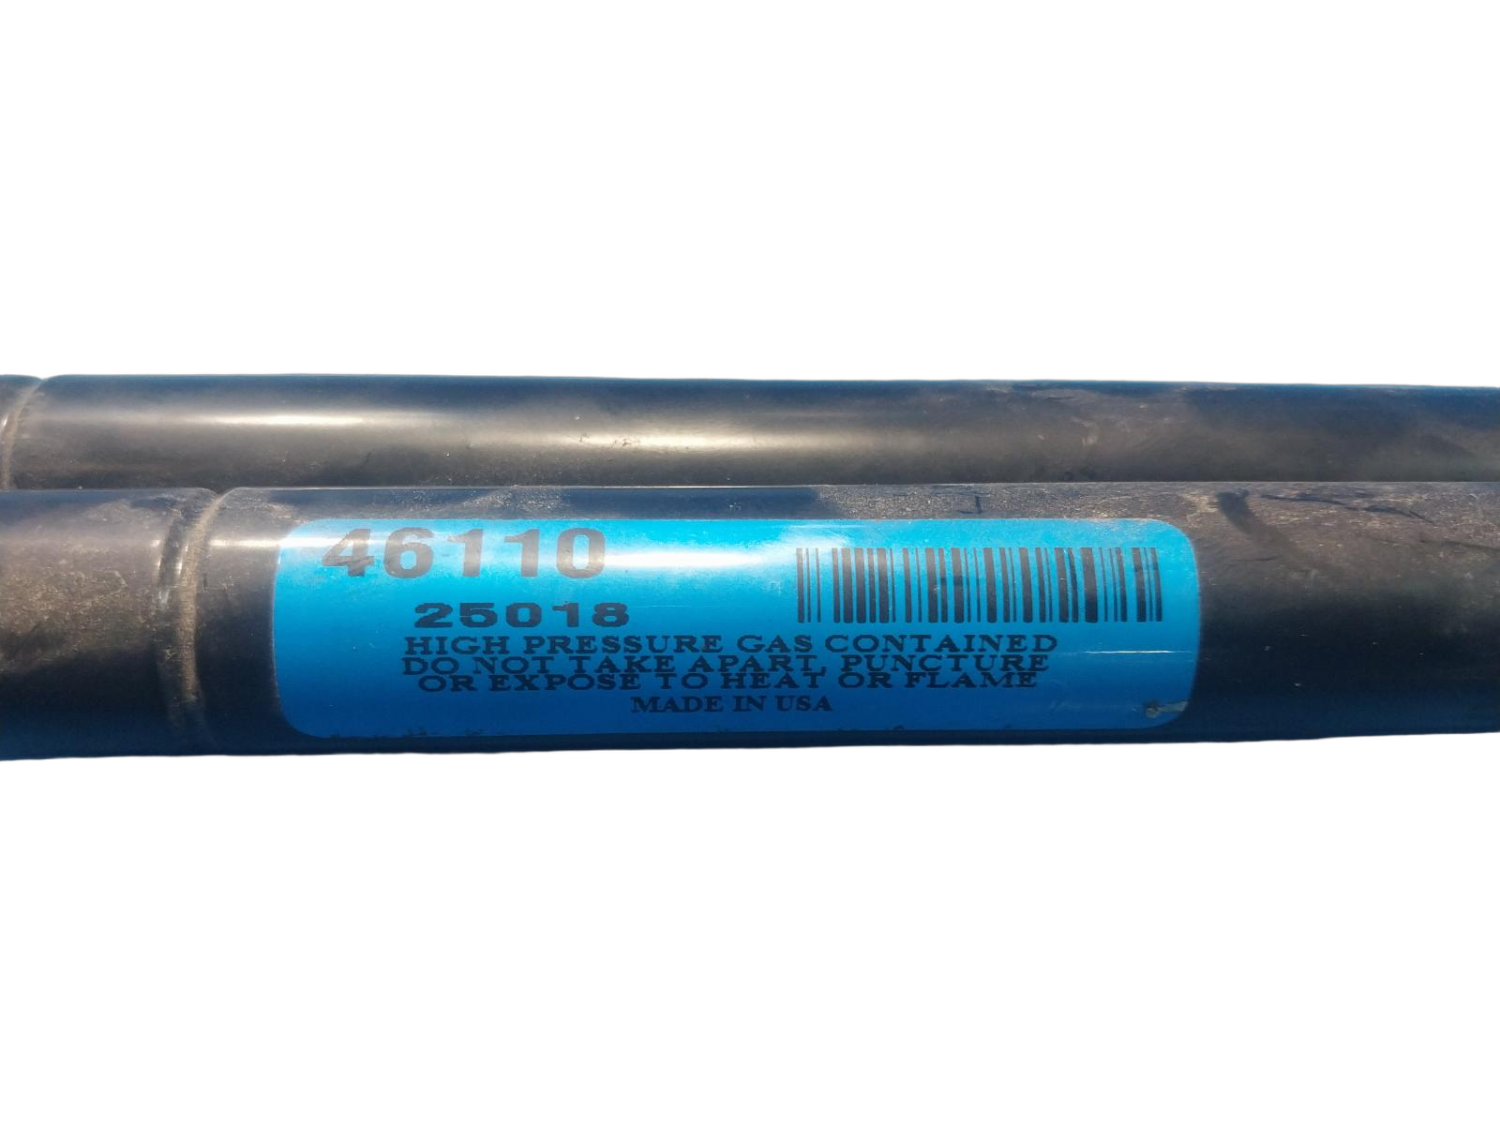 46110
25018
HIGH PRESSURE GAS CONTAINED
DO NOT TAKE APART, PUNCTURE
OR EXPOSE TO HEAT OR FLAME
MADE IN USA